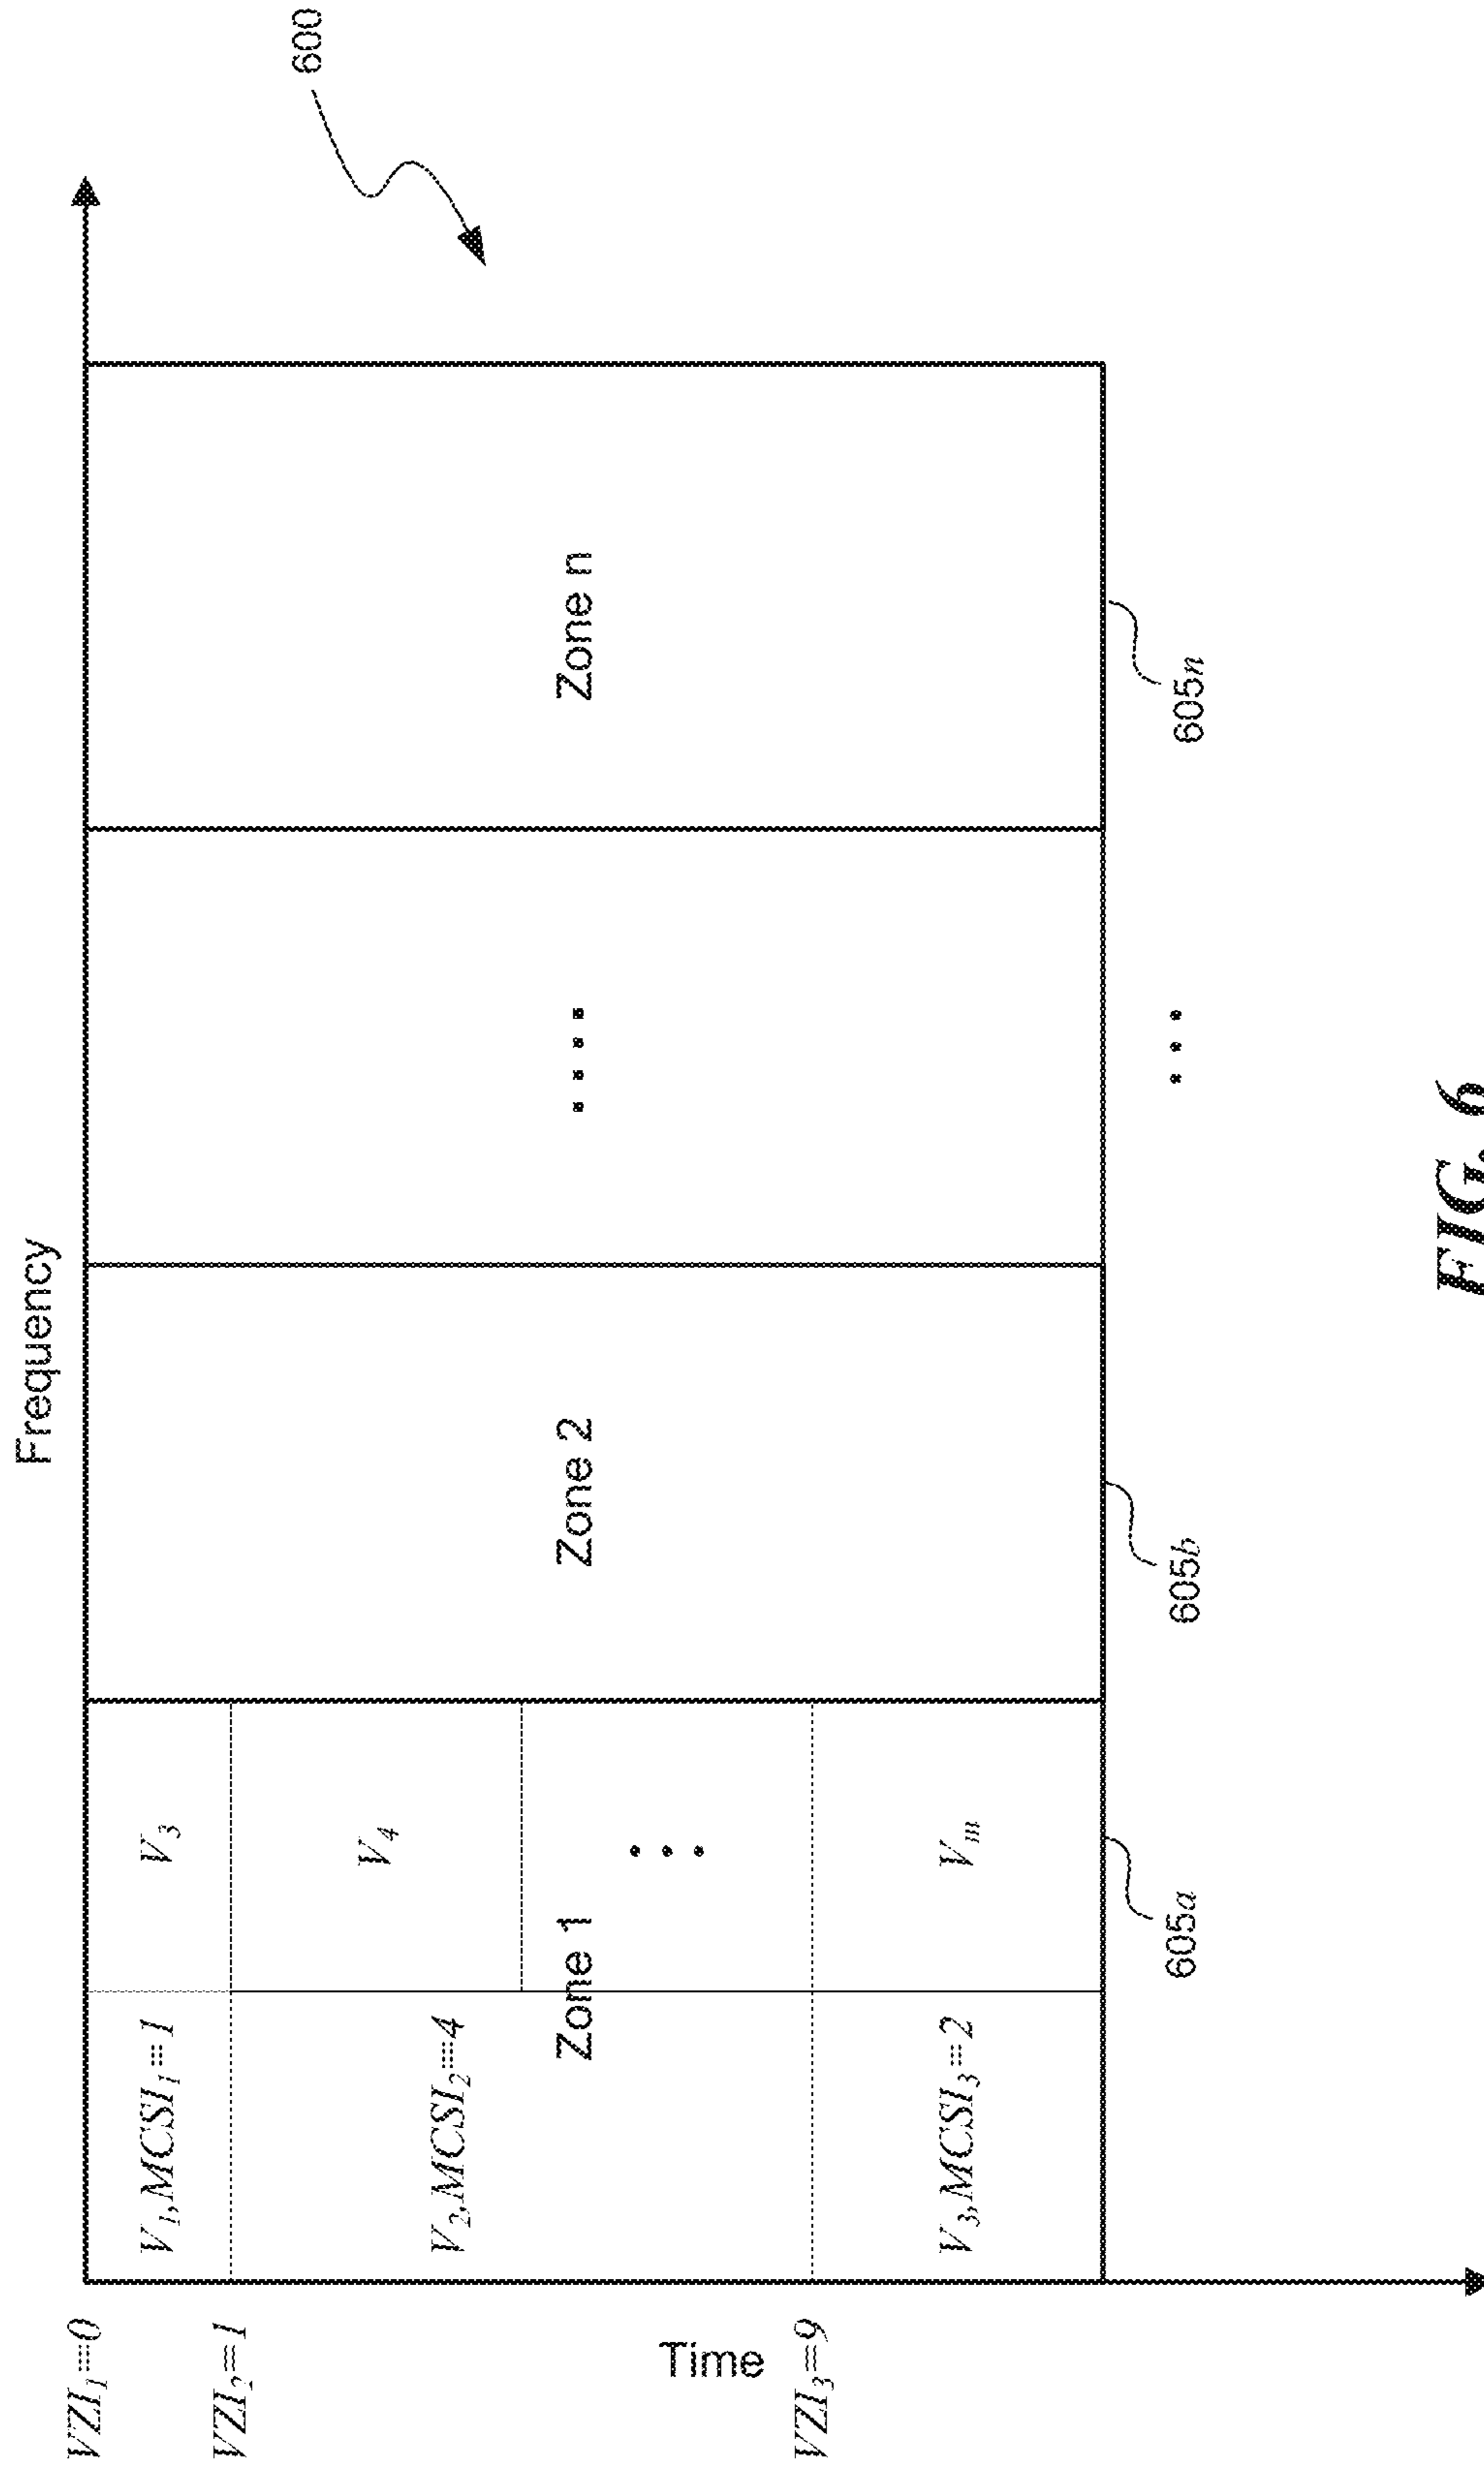 Frequency
600
VZI₁=0
V₁,MCSI₁=1
V₃
VZI₂=1
V₄
V₂,MCSI₂=4
Zone 1
Zone 2
....
Zone n
Time
...
VZI₃=9
V₃,MCSI₃=2
Vₘ
605a
605b
...
605n
FIG. 6